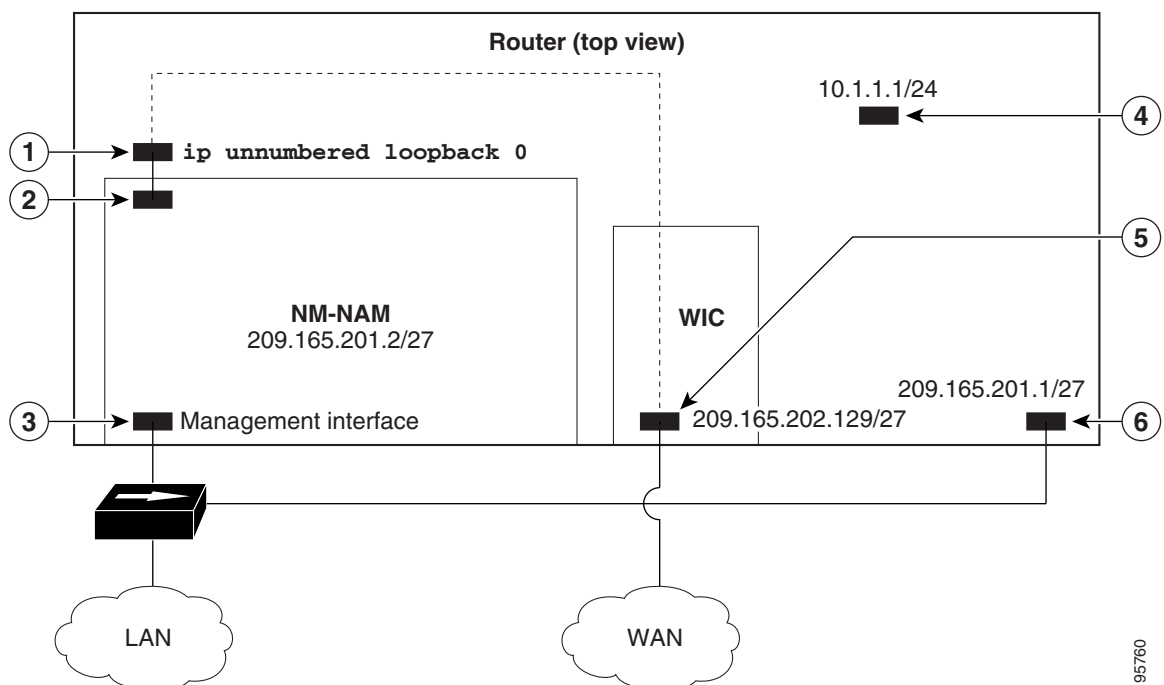 Router (top view)
10.1.1.1/24
4
1
ip unnumbered loopback 0
2
5
NM-NAM
209.165.201.2/27
WIC
209.165.201.1/27
3
Management interface
209.165.202.129/27
6
LAN
WAN
95760